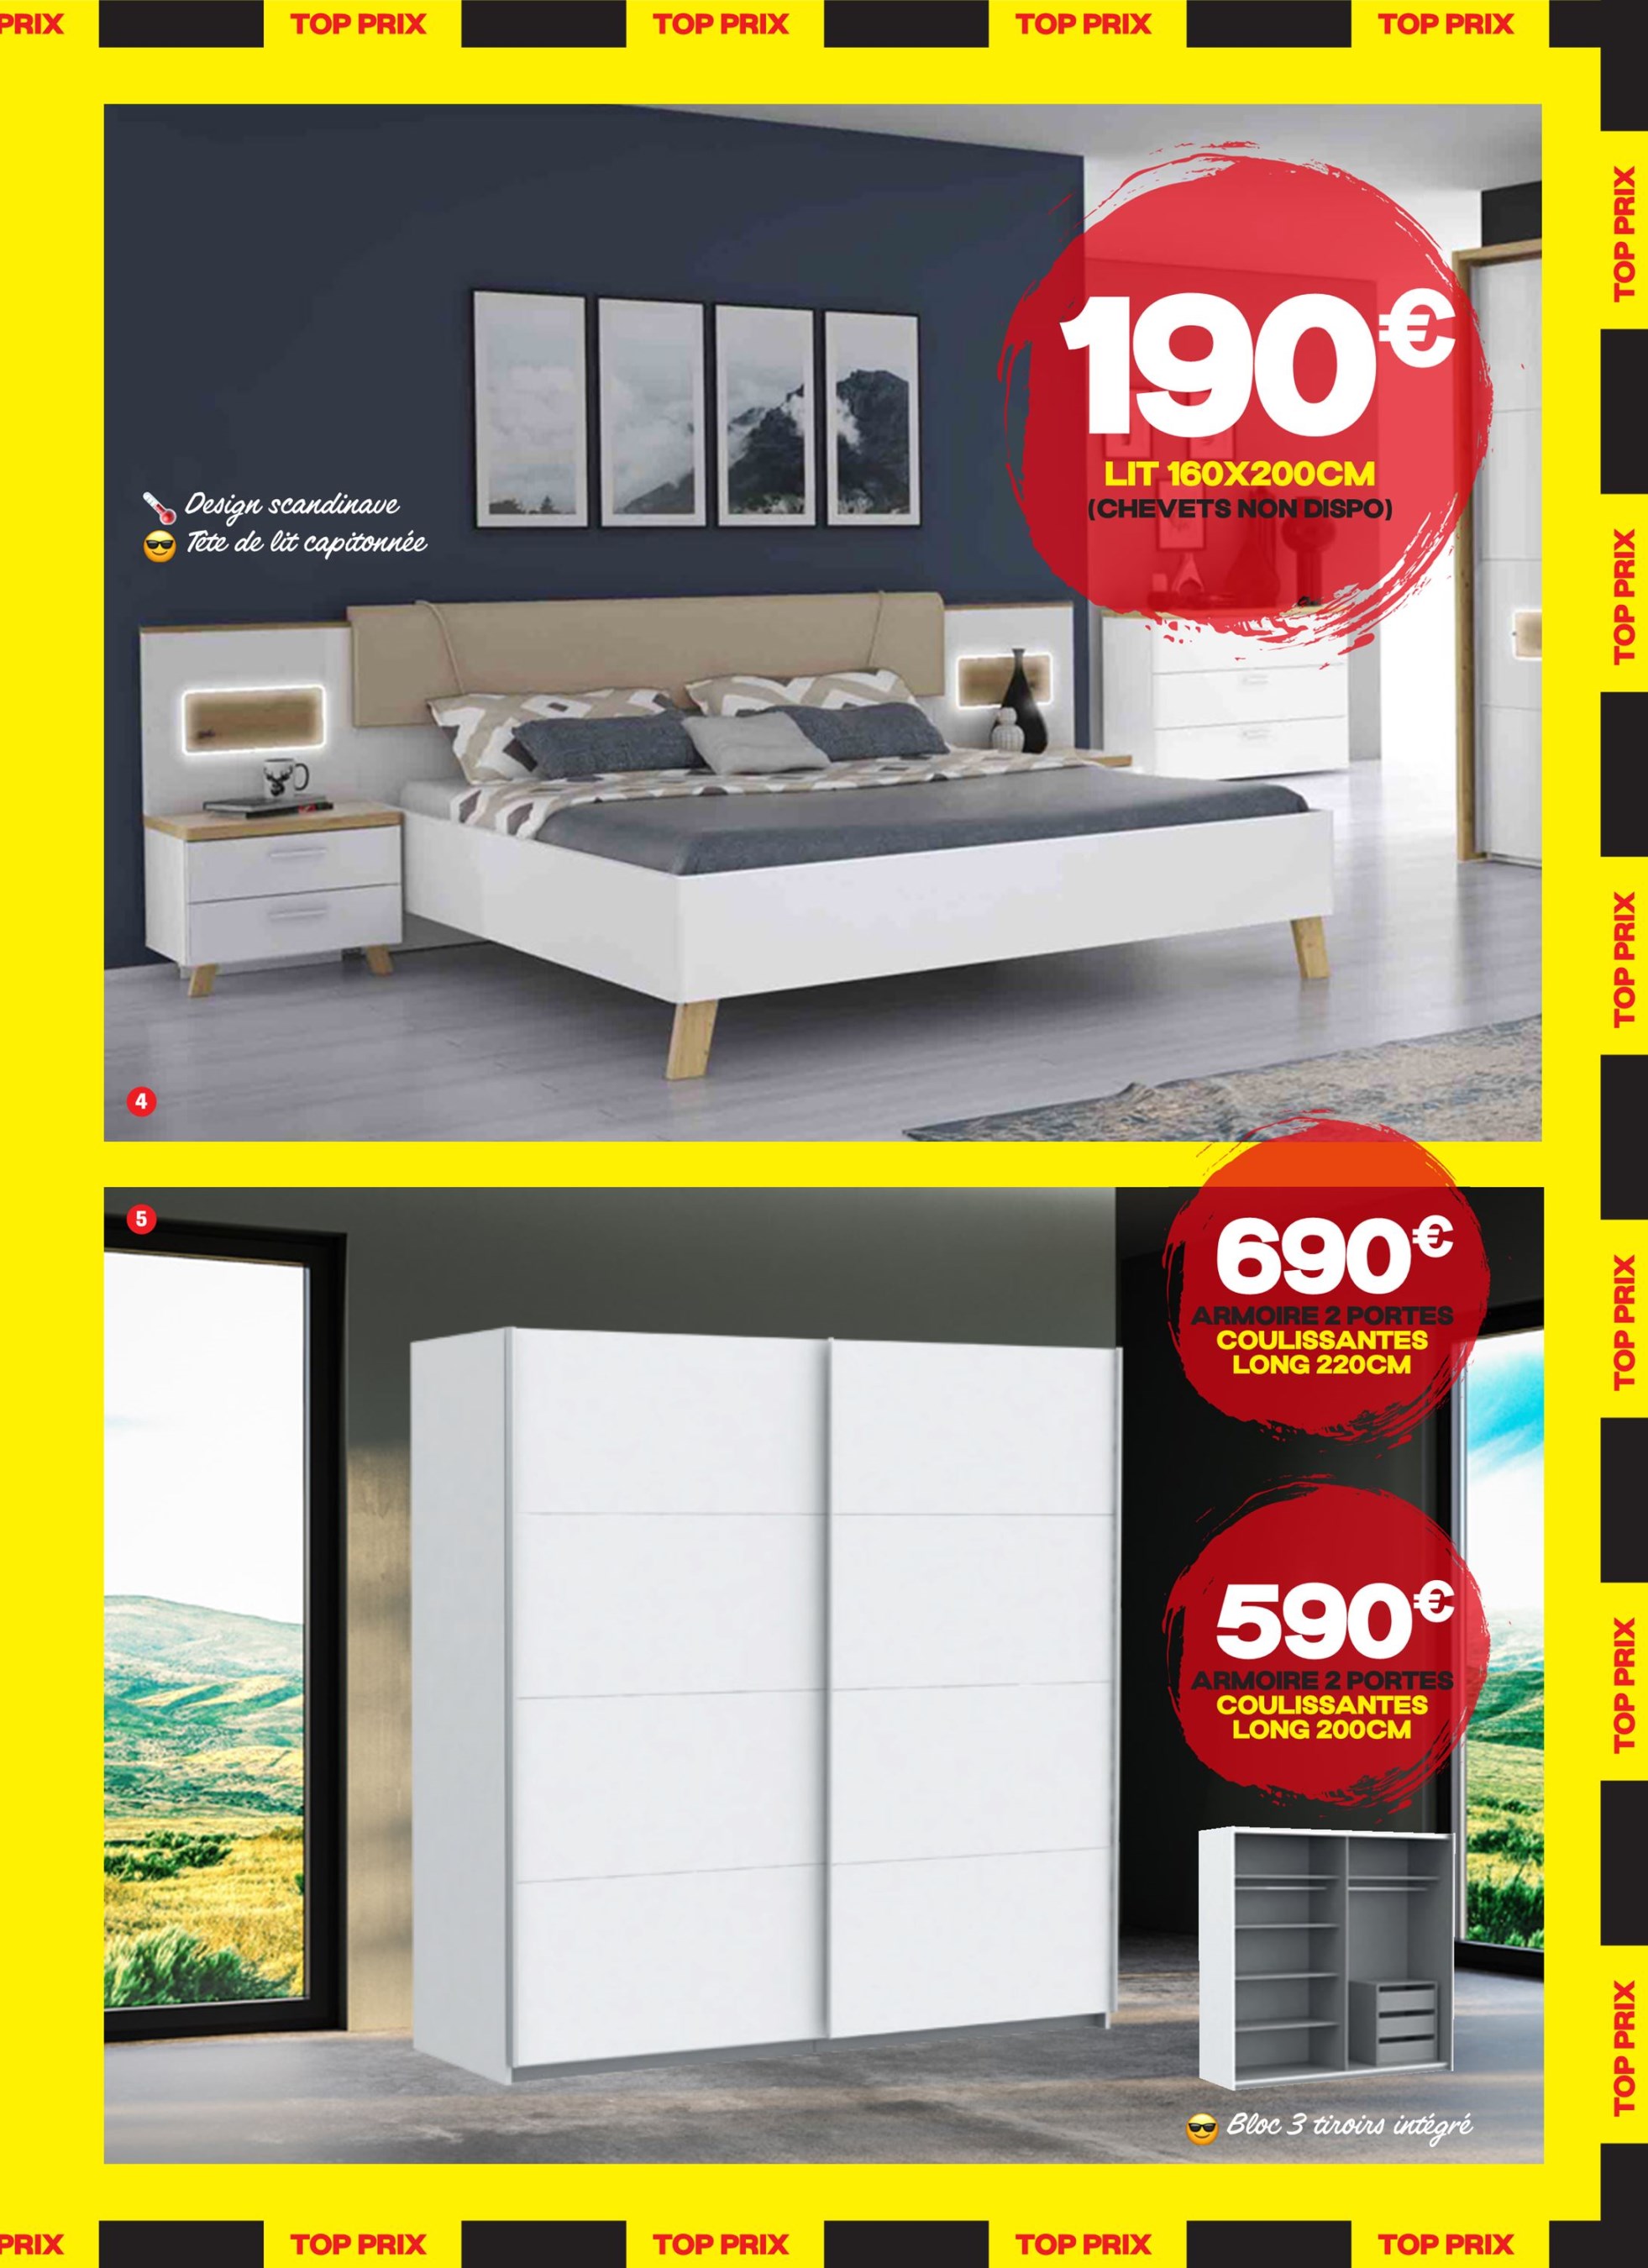 PRIX TOP PRIX TOP PRIX TOP PRIX TOP PRIX
190€
LIT 160X200CM
(CHEVETS NON DISPO)
🌡️ Design scandinave
😎 Tête de lit capitonnée
4
5
690€
ARMOIRE 2 PORTES
COULISSANTES
LONG 220CM
590€
ARMOIRE 2 PORTES
COULISSANTES
LONG 200CM
😎 Bloc 3 tiroirs intégré
TOP PRIX
TOP PRIX
TOP PRIX
TOP PRIX
TOP PRIX
TOP PRIX
PRIX TOP PRIX TOP PRIX TOP PRIX TOP PRIX